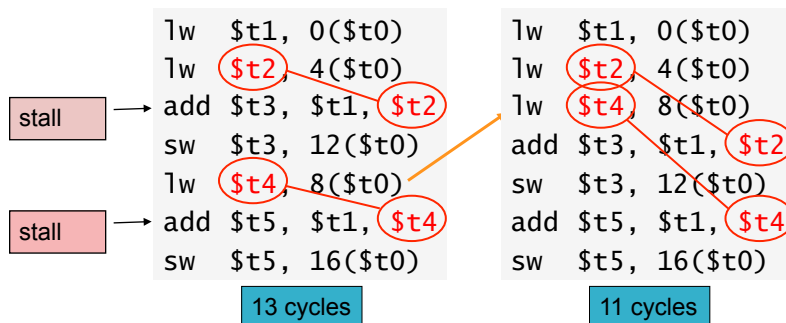 lw $t1, 0($t0)
lw $t2, 4($t0)
stall
add $t3, $t1, $t2
sw $t3, 12($t0)
lw $t4, 8($t0)
stall
add $t5, $t1, $t4
sw $t5, 16($t0)
13 cycles
lw $t1, 0($t0)
lw $t2, 4($t0)
lw $t4, 8($t0)
add $t3, $t1, $t2
sw $t3, 12($t0)
add $t5, $t1, $t4
sw $t5, 16($t0)
11 cycles